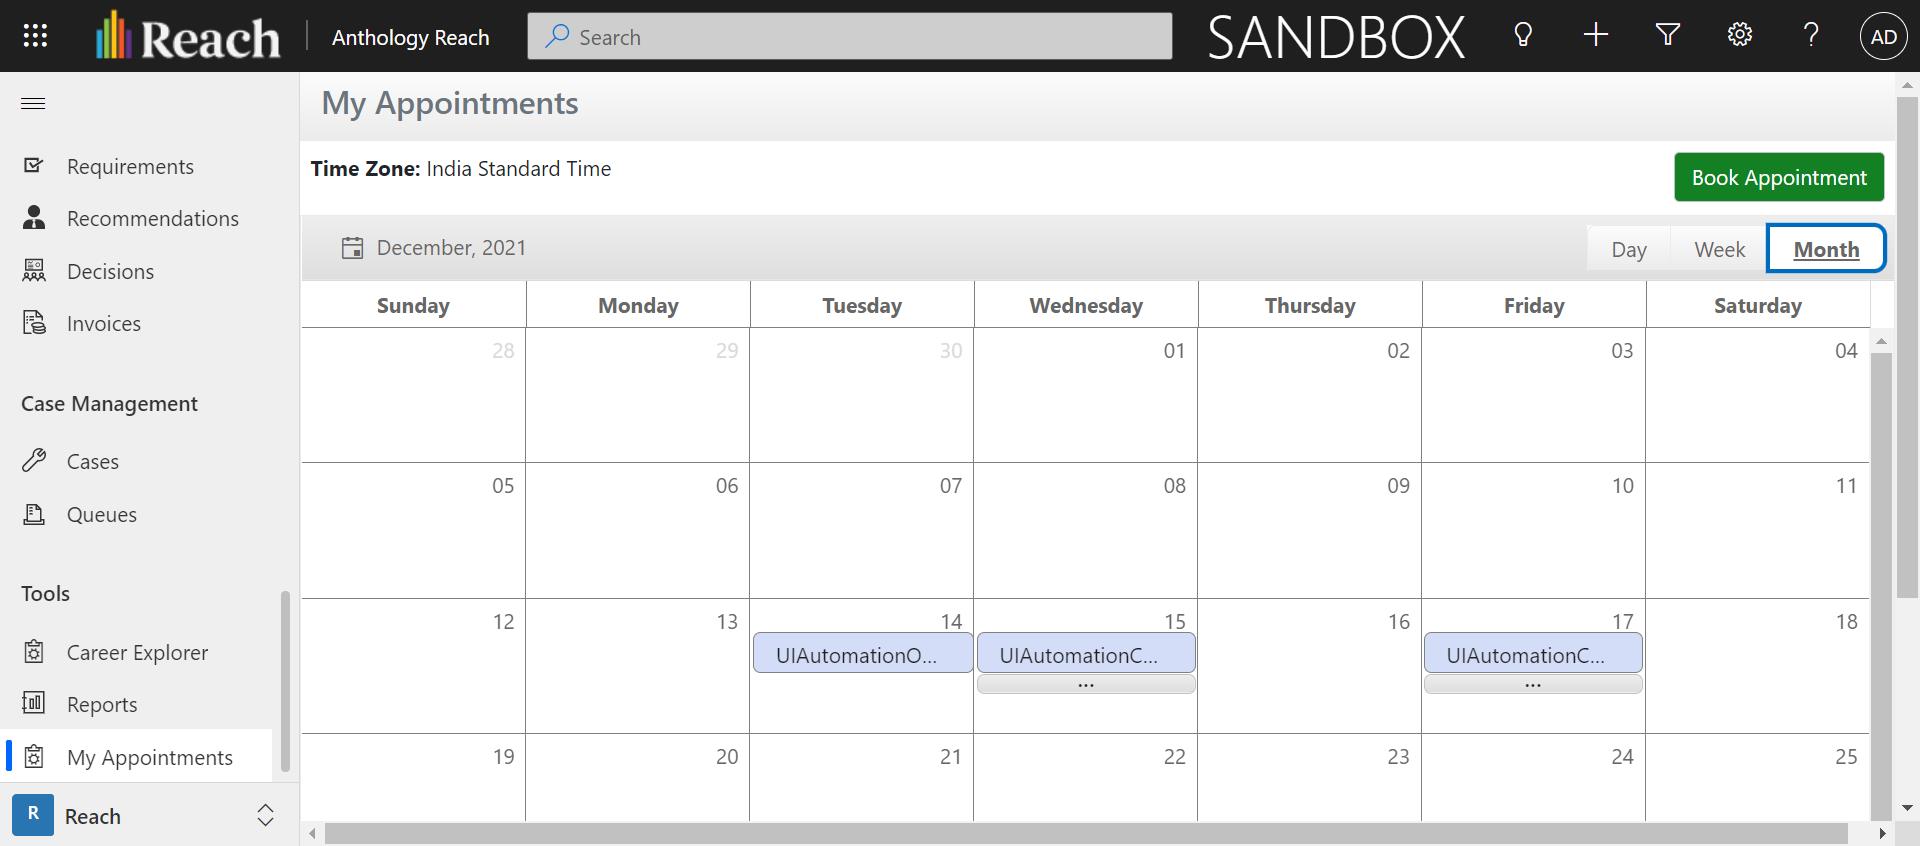 Reach
Anthology Reach
Search
SANDBOX
AD
My Appointments
Time Zone: India Standard Time
Book Appointment
December, 2021
Day
Week
Month
Sunday Monday Tuesday Wednesday Thursday Friday Saturday
28 29 30 01 02 03 04
05 06 07 08 09 10 11
12 13 14 15 16 17 18
UIAutomationO... UIAutomationC... UIAutomationC...
... ...
19 20 21 22 23 24 25
Requirements
Recommendations
Decisions
Invoices
Case Management
Cases
Queues
Tools
Career Explorer
Reports
My Appointments
R
Reach